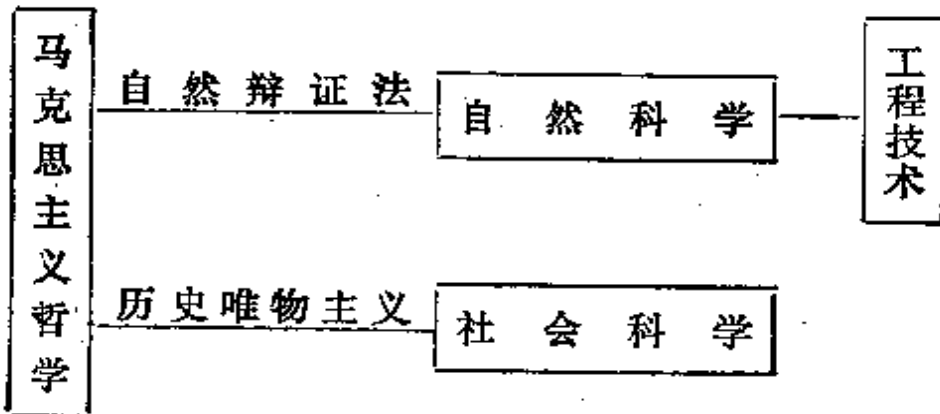 马克思主义哲学
自然辩证法
自然科学
工程技术
历史唯物主义
社会科学